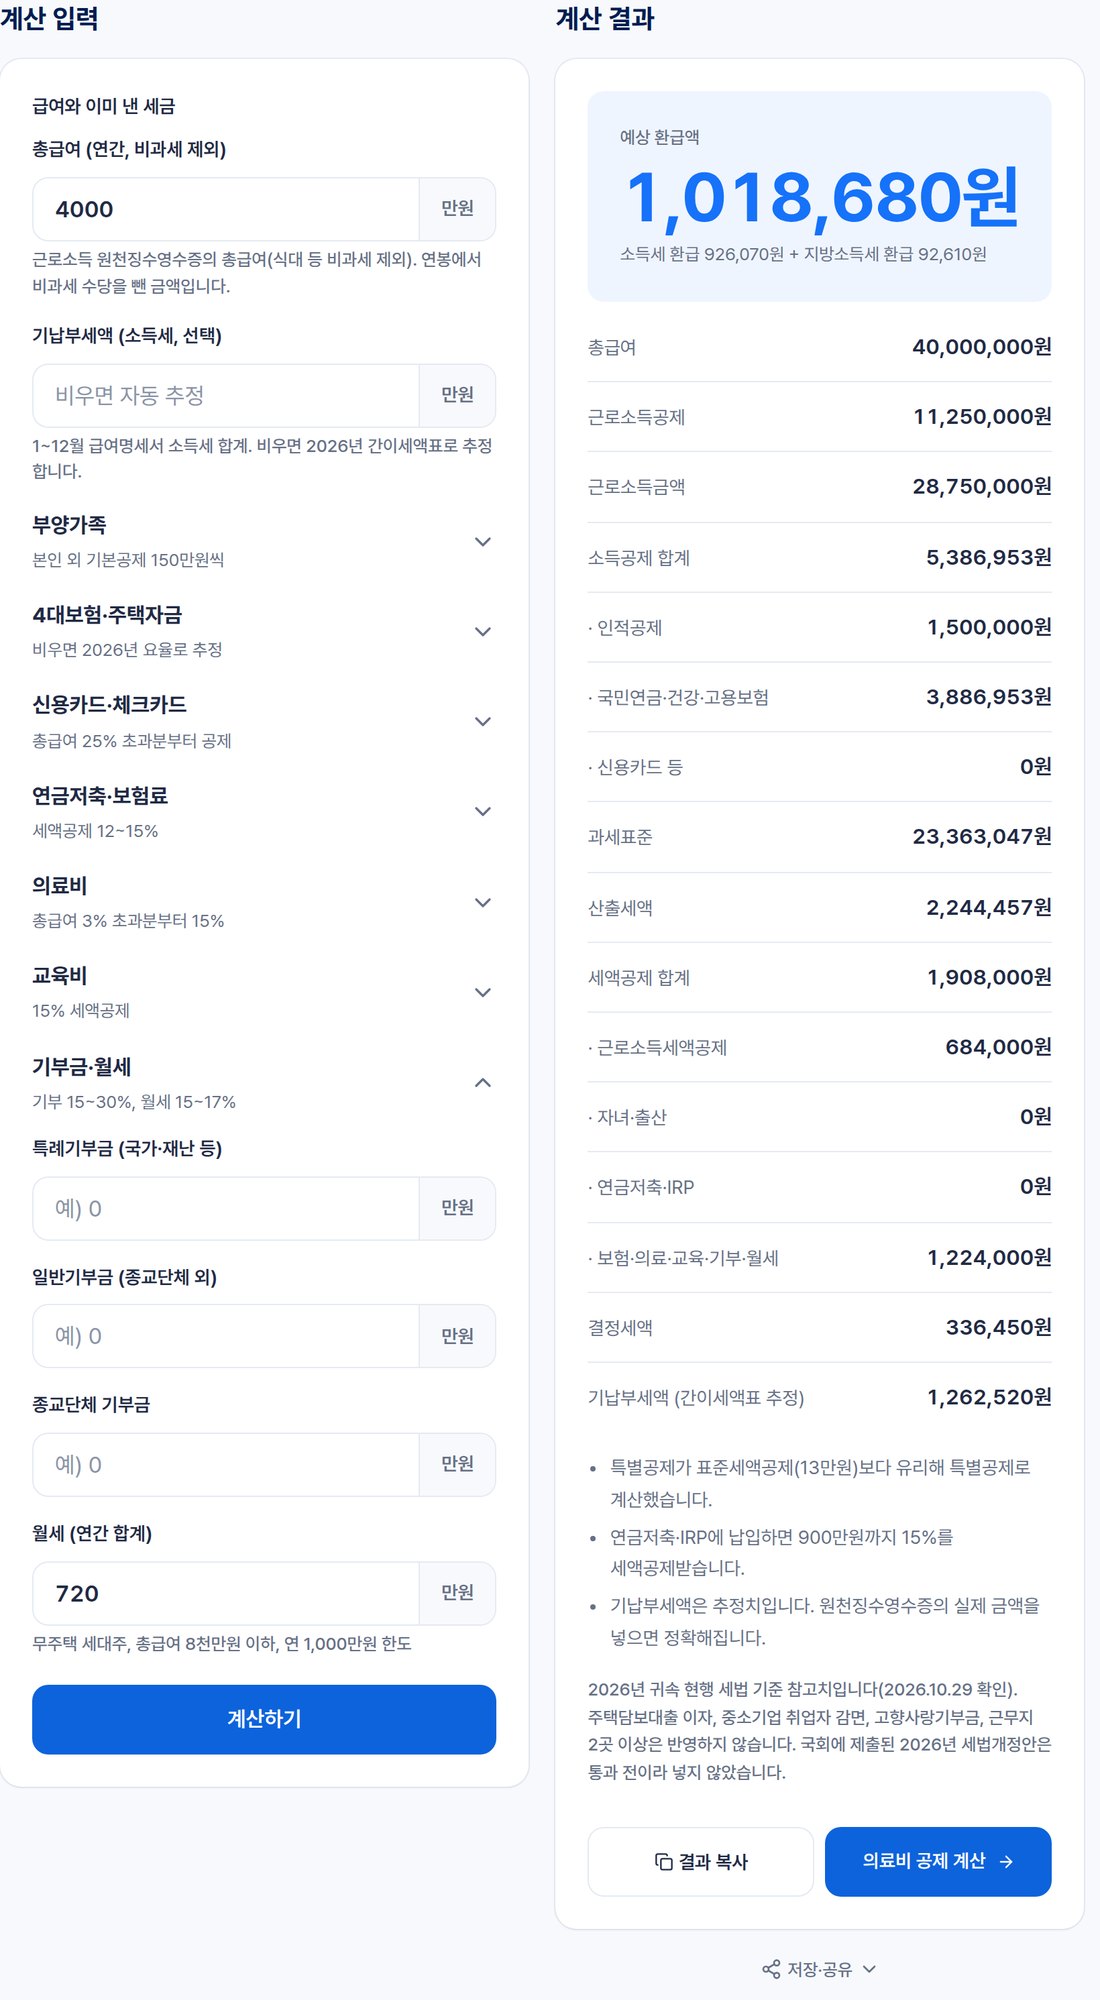 계산 입력
급여와 이미 낸 세금
총급여 (연간, 비과세 제외)
4000 만원
근로소득 원천징수영수증의 총급여(식대 등 비과세 제외). 연봉에서
비과세 수당을 뺀 금액입니다.
기납부세액 (소득세, 선택)
비우면 자동 추정 만원
1~12월 급여명세서 소득세 합계. 비우면 2026년 간이세액표로 추정
합니다.
부양가족
본인 외 기본공제 150만원씩
4대보험·주택자금
비우면 2026년 요율로 추정
신용카드·체크카드
총급여 25% 초과분부터 공제
연금저축·보험료
세액공제 12~15%
의료비
총급여 3% 초과분부터 15%
교육비
15% 세액공제
기부금·월세
기부 15~30%, 월세 15~17%
특례기부금 (국가·재난 등)
예) 0 만원
일반기부금 (종교단체 외)
예) 0 만원
종교단체 기부금
예) 0 만원
월세 (연간 합계)
720 만원
무주택 세대주, 총급여 8천만원 이하, 연 1,000만원 한도
계산하기
계산 결과
예상 환급액
1,018,680원
소득세 환급 926,070원 + 지방소득세 환급 92,610원
총급여 40,000,000원
근로소득공제 11,250,000원
근로소득금액 28,750,000원
소득공제 합계 5,386,953원
· 인적공제 1,500,000원
· 국민연금·건강·고용보험 3,886,953원
· 신용카드 등 0원
과세표준 23,363,047원
산출세액 2,244,457원
세액공제 합계 1,908,000원
· 근로소득세액공제 684,000원
· 자녀·출산 0원
· 연금저축·IRP 0원
· 보험·의료·교육·기부·월세 1,224,000원
결정세액 336,450원
기납부세액 (간이세액표 추정) 1,262,520원
• 특별공제가 표준세액공제(13만원)보다 유리해 특별공제로
계산했습니다.
• 연금저축·IRP에 납입하면 900만원까지 15%를
세액공제받습니다.
• 기납부세액은 추정치입니다. 원천징수영수증의 실제 금액을
넣으면 정확해집니다.
2026년 귀속 현행 세법 기준 참고치입니다(2026.10.29 확인).
주택담보대출 이자, 중소기업 취업자 감면, 고향사랑기부금, 근무지
2곳 이상은 반영하지 않습니다. 국회에 제출된 2026년 세법개정안은
통과 전이라 넣지 않았습니다.
결과 복사
의료비 공제 계산 →
저장·공유